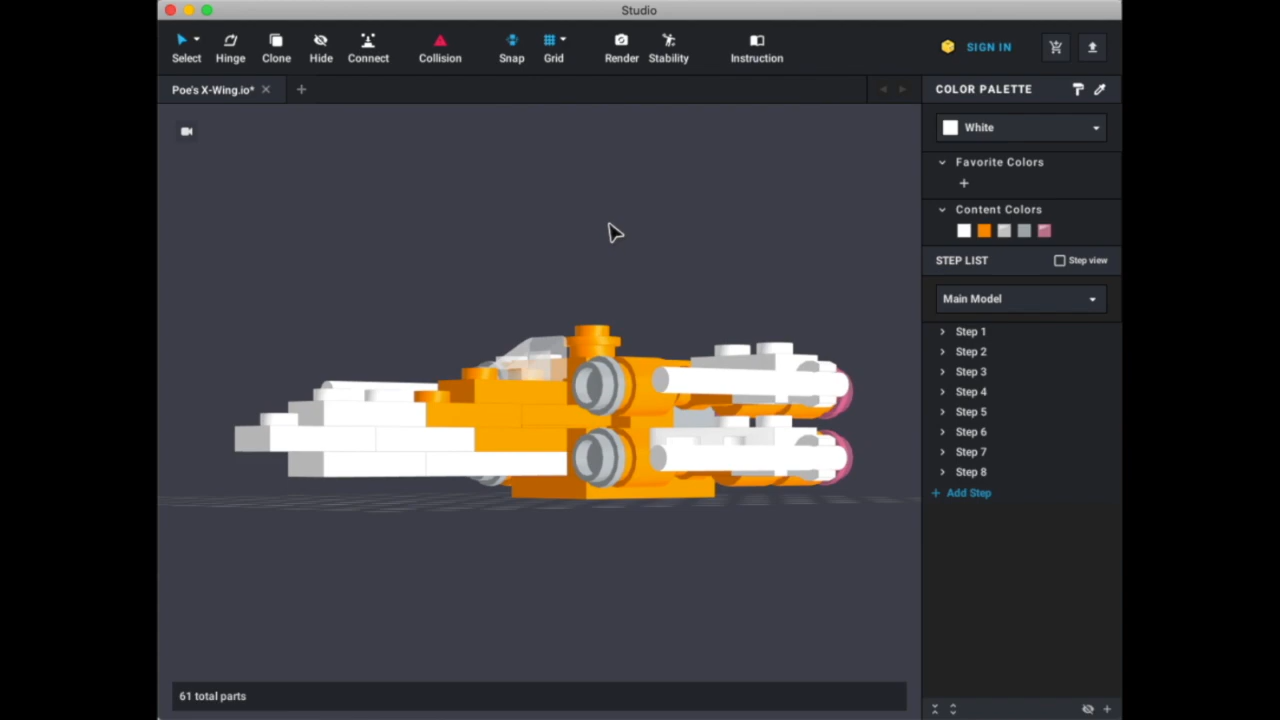 Studio
Select Hinge Clone Hide Connect Collision Snap Grid Render Stability Instruction SIGN IN
Poe's X-Wing.io*
COLOR PALETTE
White
Favorite Colors
Content Colors
STEP LIST Step view
Main Model
Step 1
Step 2
Step 3
Step 4
Step 5
Step 6
Step 7
Step 8
+ Add Step
61 total parts